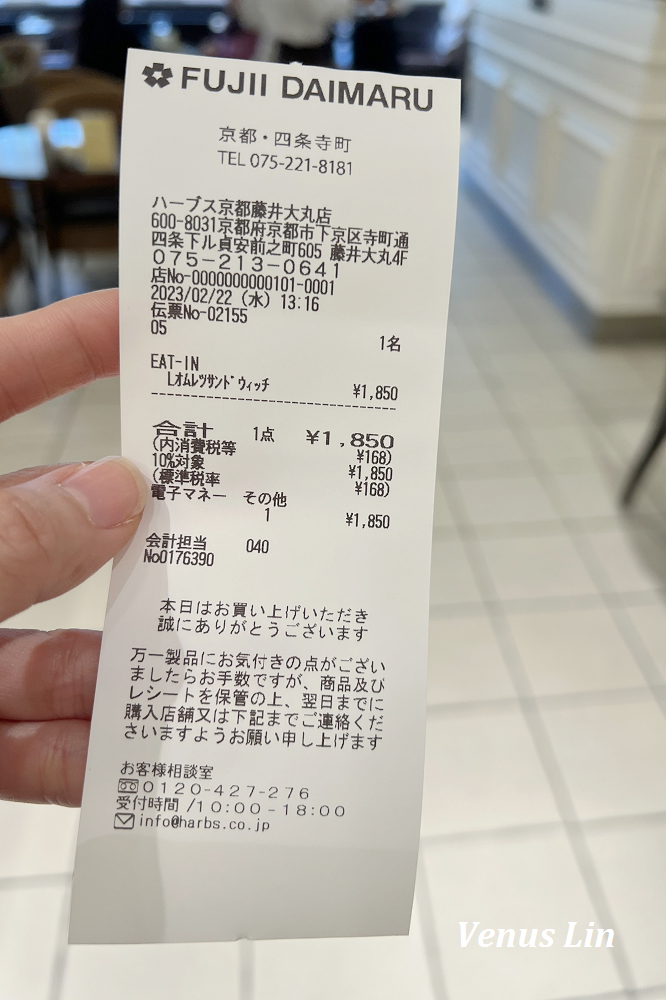 FUJII DAIMARU
京都・四条寺町
TEL 075-221-8181
ハーブス京都藤井大丸店
600-8031京都府京都市下京区寺町通
四条下ル貞安前之町605 藤井大丸4F
075-213-0641
店No-0000000000101-0001
2023/02/22 (水) 13:16
伝票No-02155
05
1名
EAT-IN
Lオムレツサンドウィッチ ¥1,850
合計 1点 ¥1,850
(内消費税等 ¥168)
10%対象 ¥1,850
(標準税率 ¥168)
電子マネー その他
1 ¥1,850
会計担当 040
No0176390
本日はお買い上げいただき
誠にありがとうございます
万一製品にお気付きの点がござい
ましたらお手数ですが、商品及び
レシートを保管の上、翌日までに
購入店舗又は下記までご連絡くだ
さいますようお願い申し上げます
お客様相談室
0120-427-276
受付時間 /10:00-18:00
info@harbs.co.jp
Venus Lin